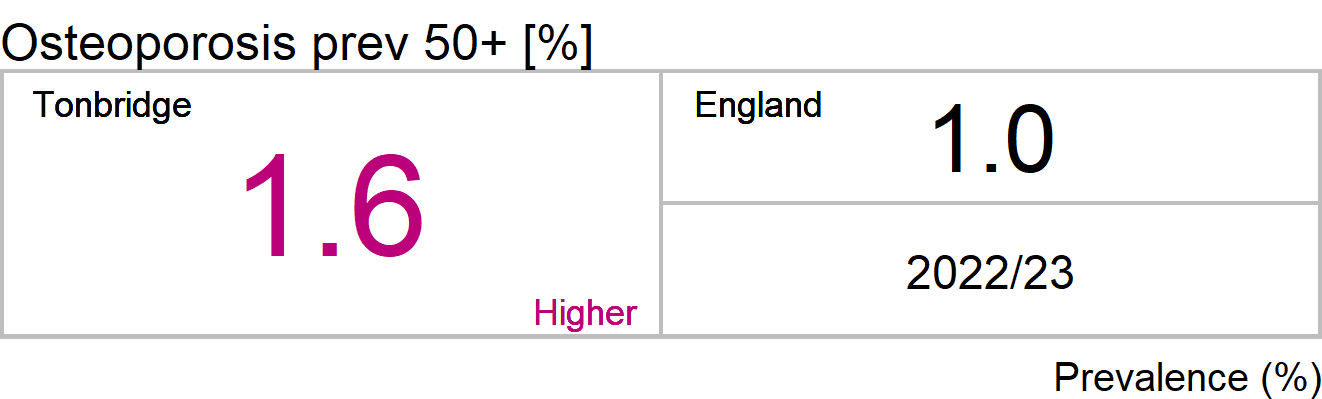 Osteoporosis prev 50+ [%]
Tonbridge
1.6
Higher
England
1.0
2022/23
Prevalence (%)